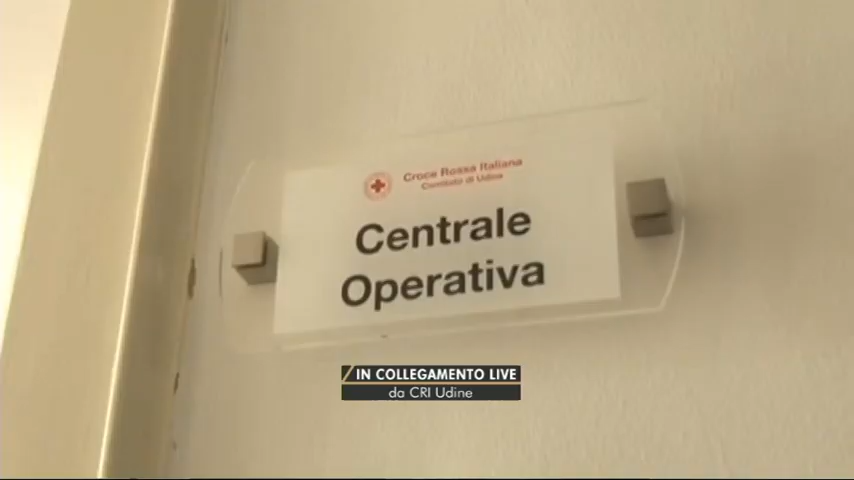 Croce Rossa Italiana
Comitato di Udine
Centrale
Operativa
IN COLLEGAMENTO LIVE
da CRI Udine